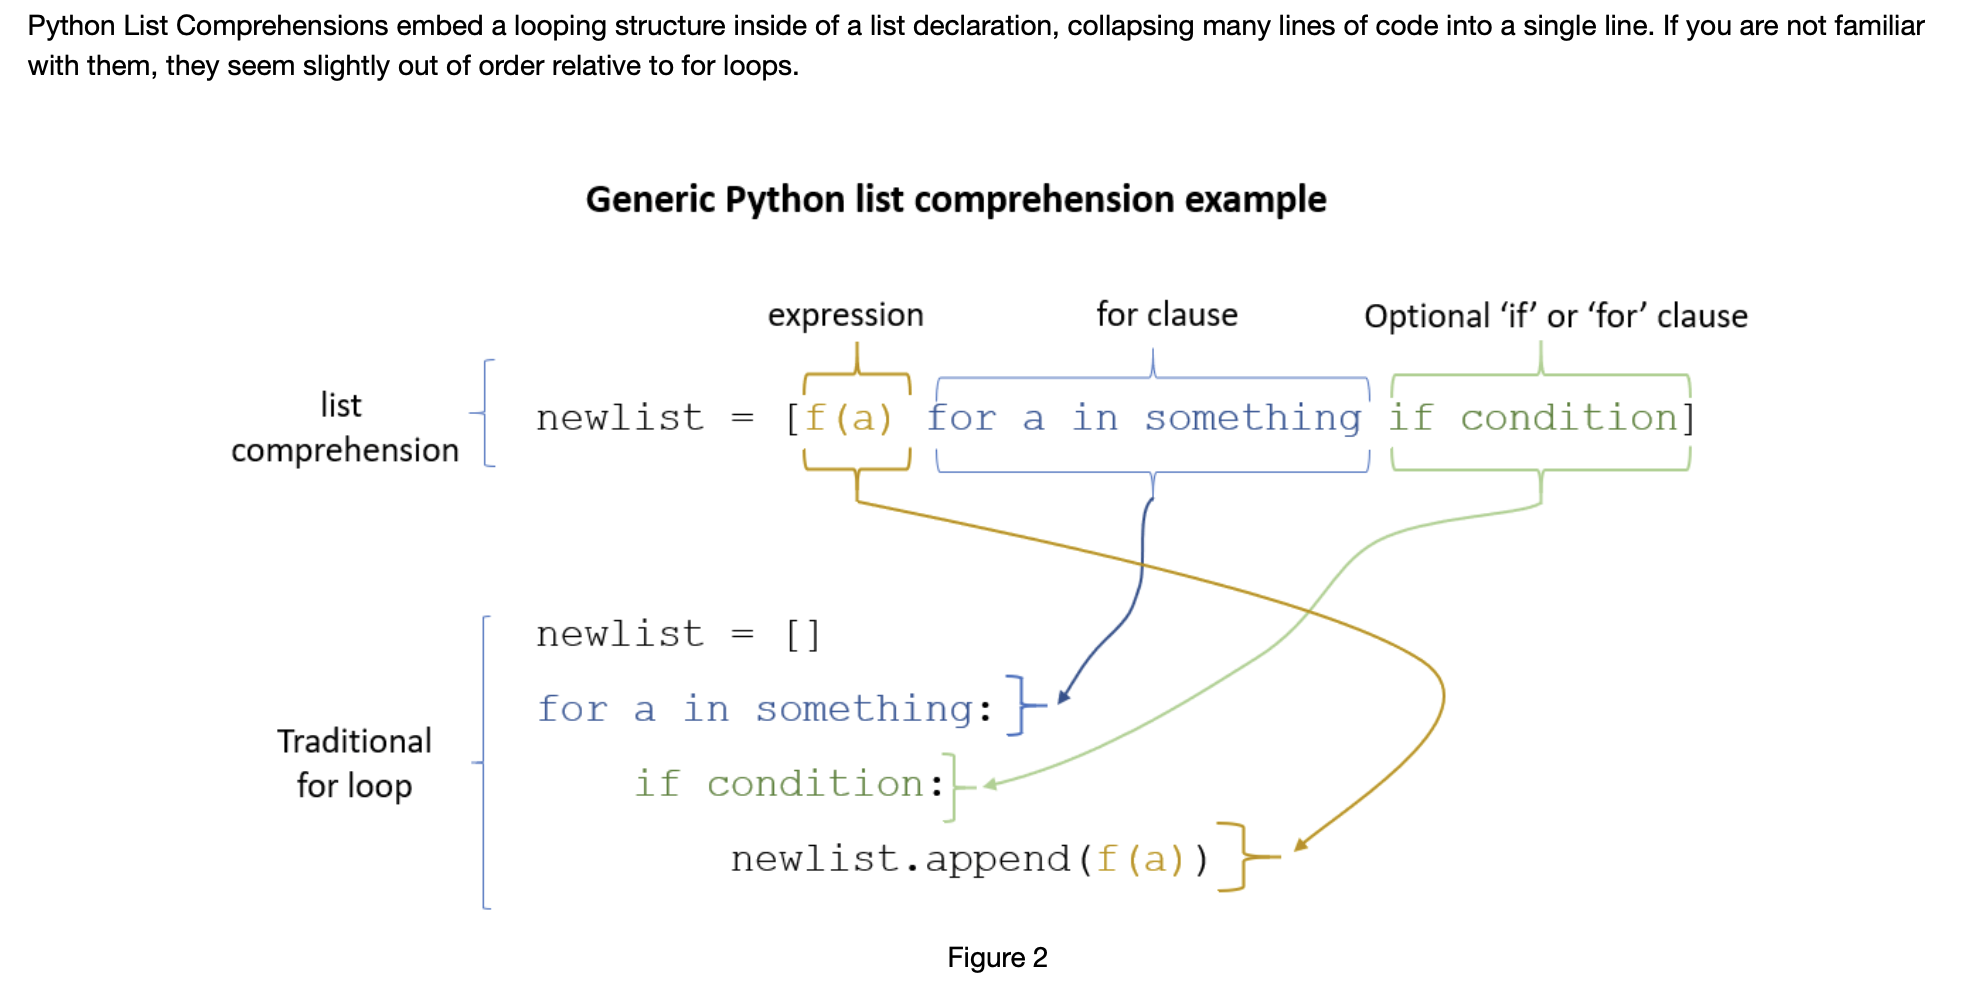 Python List Comprehensions embed a looping structure inside of a list declaration, collapsing many lines of code into a single line. If you are not familiar
with them, they seem slightly out of order relative to for loops.
Generic Python list comprehension example
expression
for clause
Optional ‘if’ or ‘for’ clause
list
comprehension
newlist = [f(a) for a in something if condition]
Traditional
for loop
newlist = []
for a in something:
if condition:
newlist.append(f(a))
Figure 2